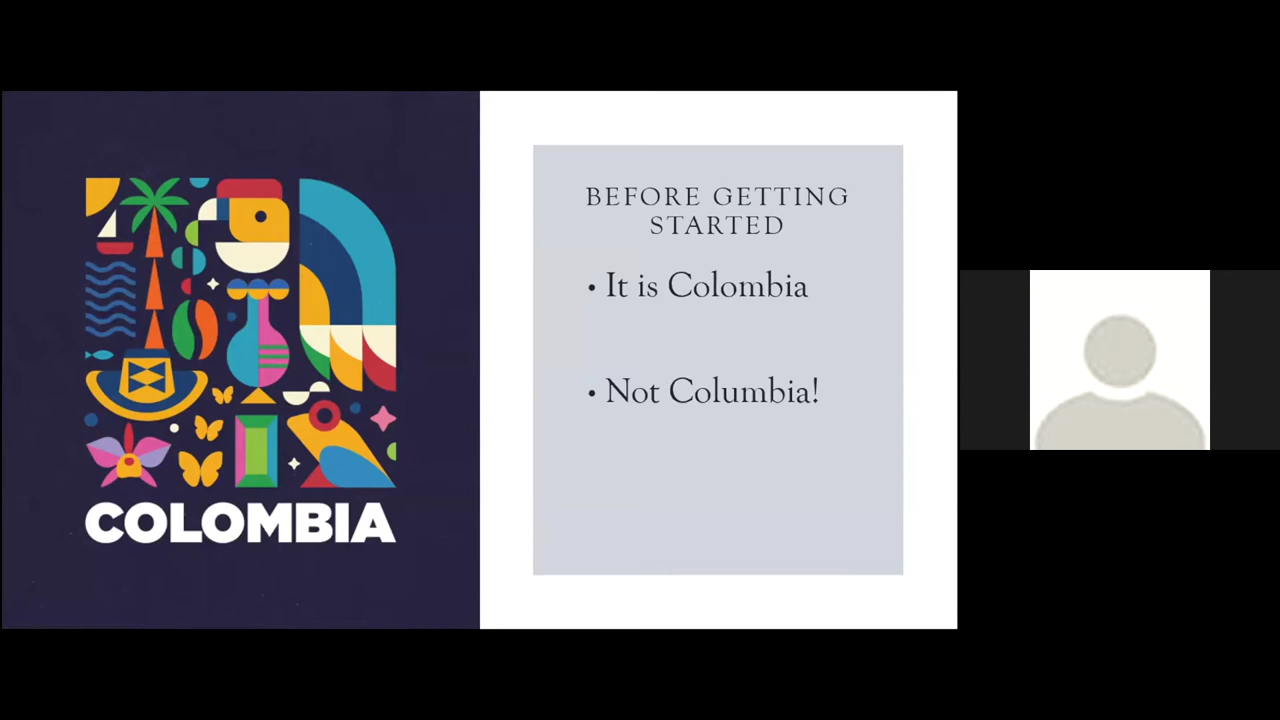 COLOMBIA
BEFORE GETTING
STARTED
• It is Colombia
• Not Columbia!